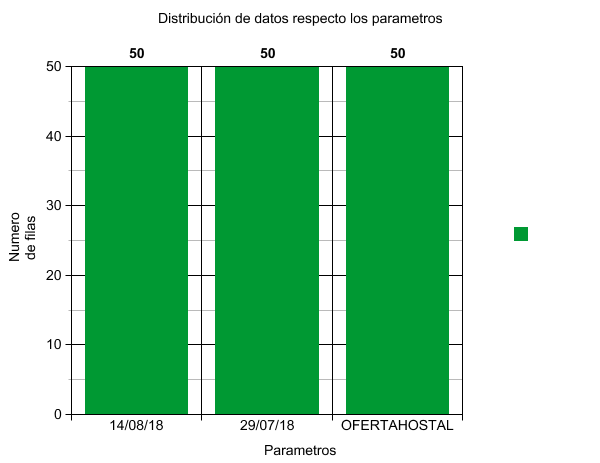 Distribución de datos respecto los parametros
50 50 50
50
40
30
20
10
0
Numero
de filas
14/08/18 29/07/18 OFERTAHOSTAL
Parametros